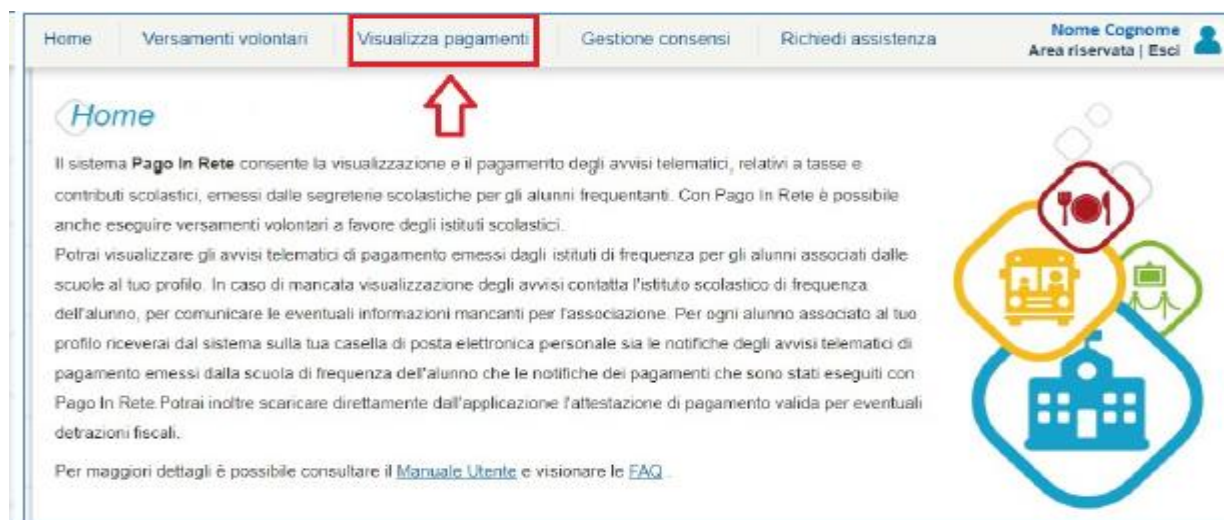 Home Versamenti volontari Visualizza pagamenti Gestione consensi Richiedi assistenza Nome Cognome
Area riservata | Esci
Home
Il sistema Pago In Rete consente la visualizzazione e il pagamento degli avvisi telematici, relativi a tasse e
contributi scolastici, emessi dalle segreterie scolastiche per gli alunni frequentanti. Con Pago In Rete è possibile
anche eseguire versamenti volontari a favore degli istituti scolastici.
Potrai visualizzare gli avvisi telematici di pagamento emessi dagli istituti di frequenza per gli alunni associati dalle
scuole al tuo profilo. In caso di mancata visualizzazione degli avvisi contatta l'istituto scolastico di frequenza
dell'alunno, per comunicare le eventuali informazioni mancanti per l'associazione. Per ogni alunno associato al tuo
profilo riceverai dal sistema sulla tua casella di posta elettronica personale sia le notifiche degli avvisi telematici di
pagamento emessi dalla scuola di frequenza dell'alunno che le notifiche dei pagamenti che sono stati eseguiti con
Pago In Rete.Potrai inoltre scaricare direttamente dall'applicazione l'attestazione di pagamento valida per eventuali
detrazioni fiscali.
Per maggiori dettagli è possibile consultare il Manuale Utente e visionare le FAQ .